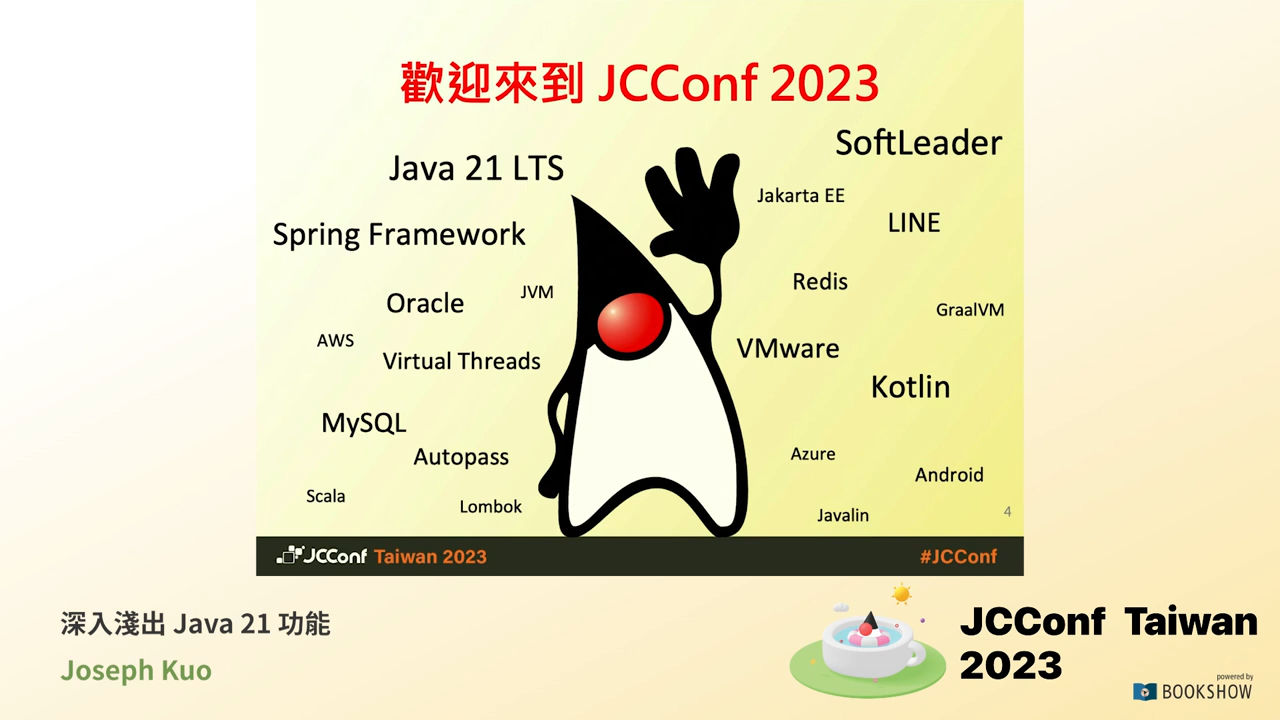 歡迎來到 JCConf 2023
SoftLeader
Java 21 LTS
Jakarta EE
LINE
Spring Framework
Redis
JVM
Oracle
GraalVM
AWS
VMware
Virtual Threads
Kotlin
MySQL
Autopass
Azure
Android
Scala
Lombok
Javalin
4
JCConf Taiwan 2023
#JCConf
深入淺出 Java 21 功能
Joseph Kuo
JCConf Taiwan
2023
powered by
BOOKSHOW